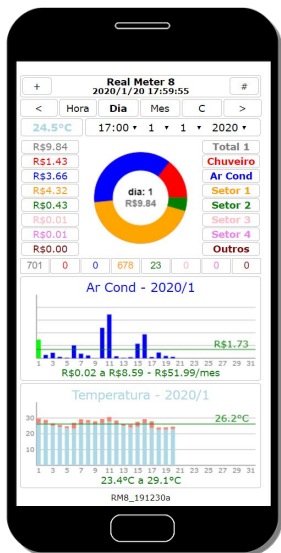 + Real Meter 8 #
2020/1/20 17:59:55
< Hora Dia Mes C >
24.5°C 17:00 1 1 2020
R$9.84 Total 1
R$1.43 Chuveiro
R$3.66 Ar Cond
R$4.32 Setor 1
R$0.43 Setor 2
R$0.01 Setor 3
R$0.01 Setor 4
R$0.00 Outros
dia: 1
R$9.84
701 0 0 678 23 0 0 0
Ar Cond - 2020/1
R$1.73
1 3 5 7 9 11 13 15 17 19 21 23 25 27 29 31
R$0.02 a R$8.59 - R$51.99/mes
Temperatura - 2020/1
30
26.2°C
20
10
1 3 5 7 9 11 13 15 17 19 21 23 25 27 29 31
23.4°C a 29.1°C
RM8_191230a